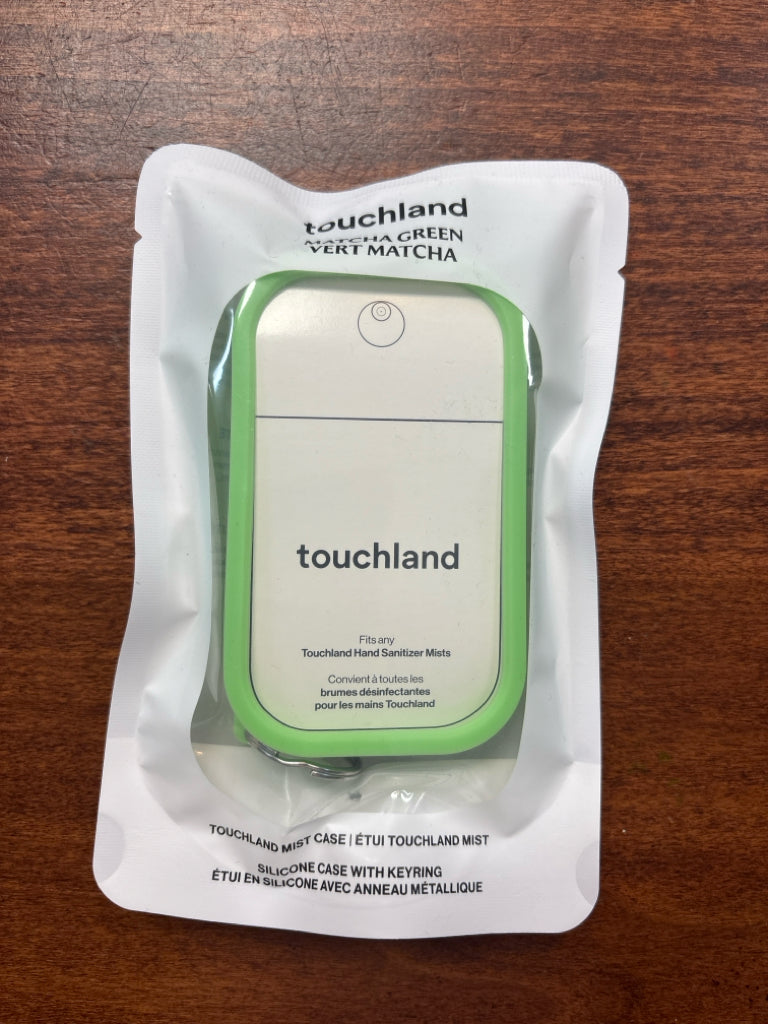 touchland
MATCHA GREEN
VERT MATCHA
touchland
Fits any
Touchland Hand Sanitizer Mists
Convient à toutes les
brumes désinfectantes
pour les mains Touchland
TOUCHLAND MIST CASE | ÉTUI TOUCHLAND MIST
SILICONE CASE WITH KEYRING
ÉTUI EN SILICONE AVEC ANNEAU MÉTALLIQUE